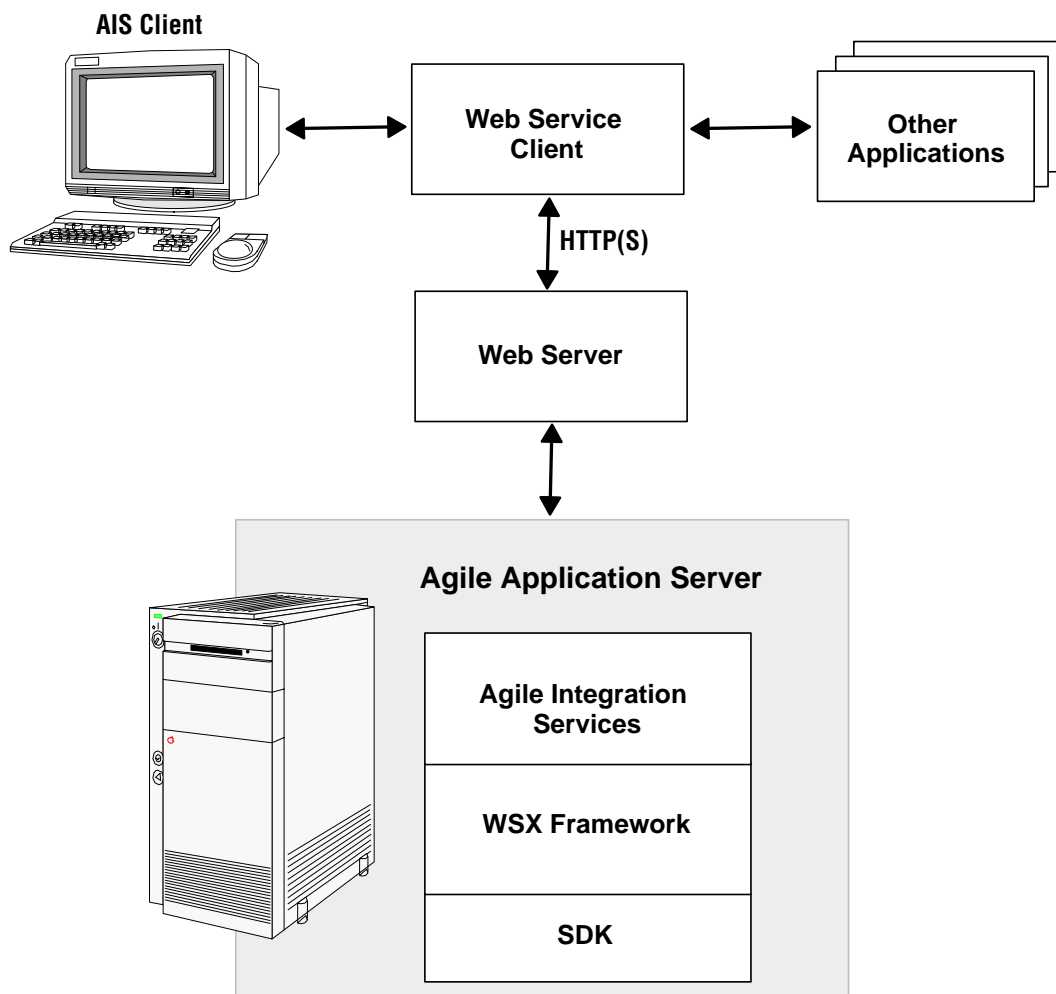 AIS Client
Web Service
Client
Other
Applications
HTTP(S)
Web Server
Agile Application Server
Agile Integration
Services
WSX Framework
SDK